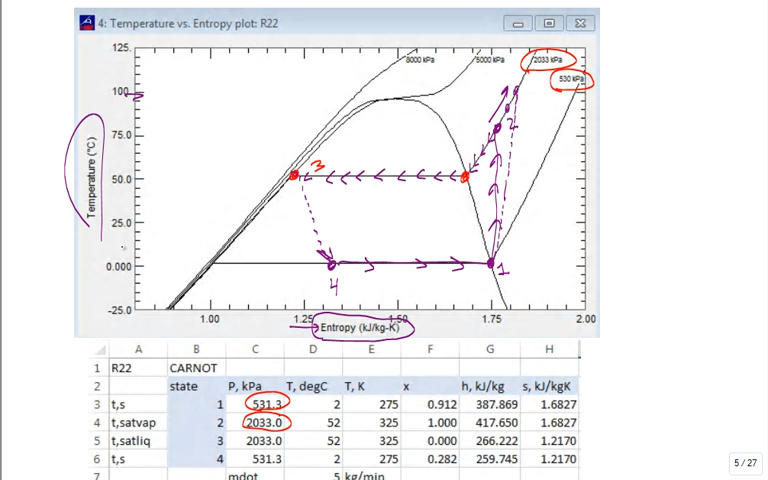 4: Temperature vs. Entropy plot: R22
125.
100.
75.0
50.0
25.0
0.000
-25.0
Temperature (°C)
8000 kPa
5000 kPa
2033 kPa
530 kPa
2
3
4
1
1.00
1.25
1.50
1.75
2.00
Entropy (kJ/kg-K)
A B C D E F G H
1 R22 CARNOT
2 state P, kPa T, degC T, K x h, kJ/kg s, kJ/kgK
3 t,s 1 531.3 2 275 0.912 387.869 1.6827
4 t,satvap 2 2033.0 52 325 1.000 417.650 1.6827
5 t,satliq 3 2033.0 52 325 0.000 266.222 1.2170
6 t,s 4 531.3 2 275 0.282 259.745 1.2170
7 mdot 5 kg/min
5 / 27